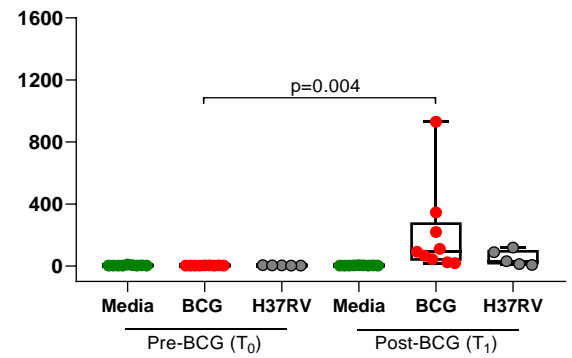 1600
1200
p=0.004
800
400
0
Media BCG H37RV Media BCG H37RV
Pre-BCG (T₀) Post-BCG (T₁)